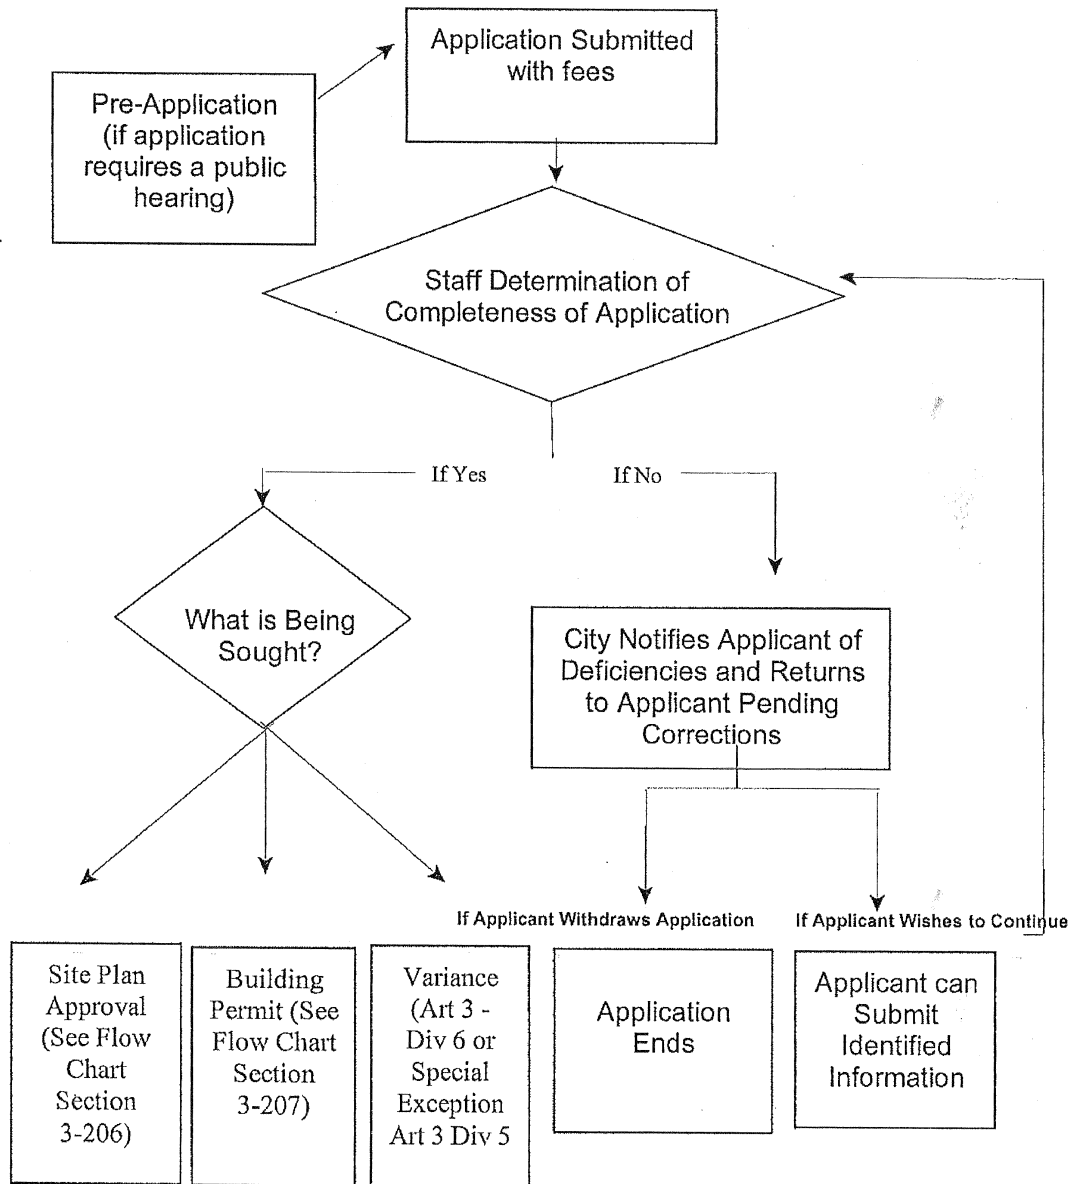 Application Submitted
with fees
Pre-Application
(if application
requires a public
hearing)
Staff Determination of
Completeness of Application
If Yes
If No
What is Being
Sought?
City Notifies Applicant of
Deficiencies and Returns
to Applicant Pending
Corrections
If Applicant Withdraws Application
If Applicant Wishes to Continue
Site Plan
Approval
(See Flow
Chart
Section
3-206)
Building
Permit (See
Flow Chart
Section
3-207)
Variance
(Art 3 -
Div 6 or
Special
Exception
Art 3 Div 5
Application
Ends
Applicant can
Submit
Identified
Information